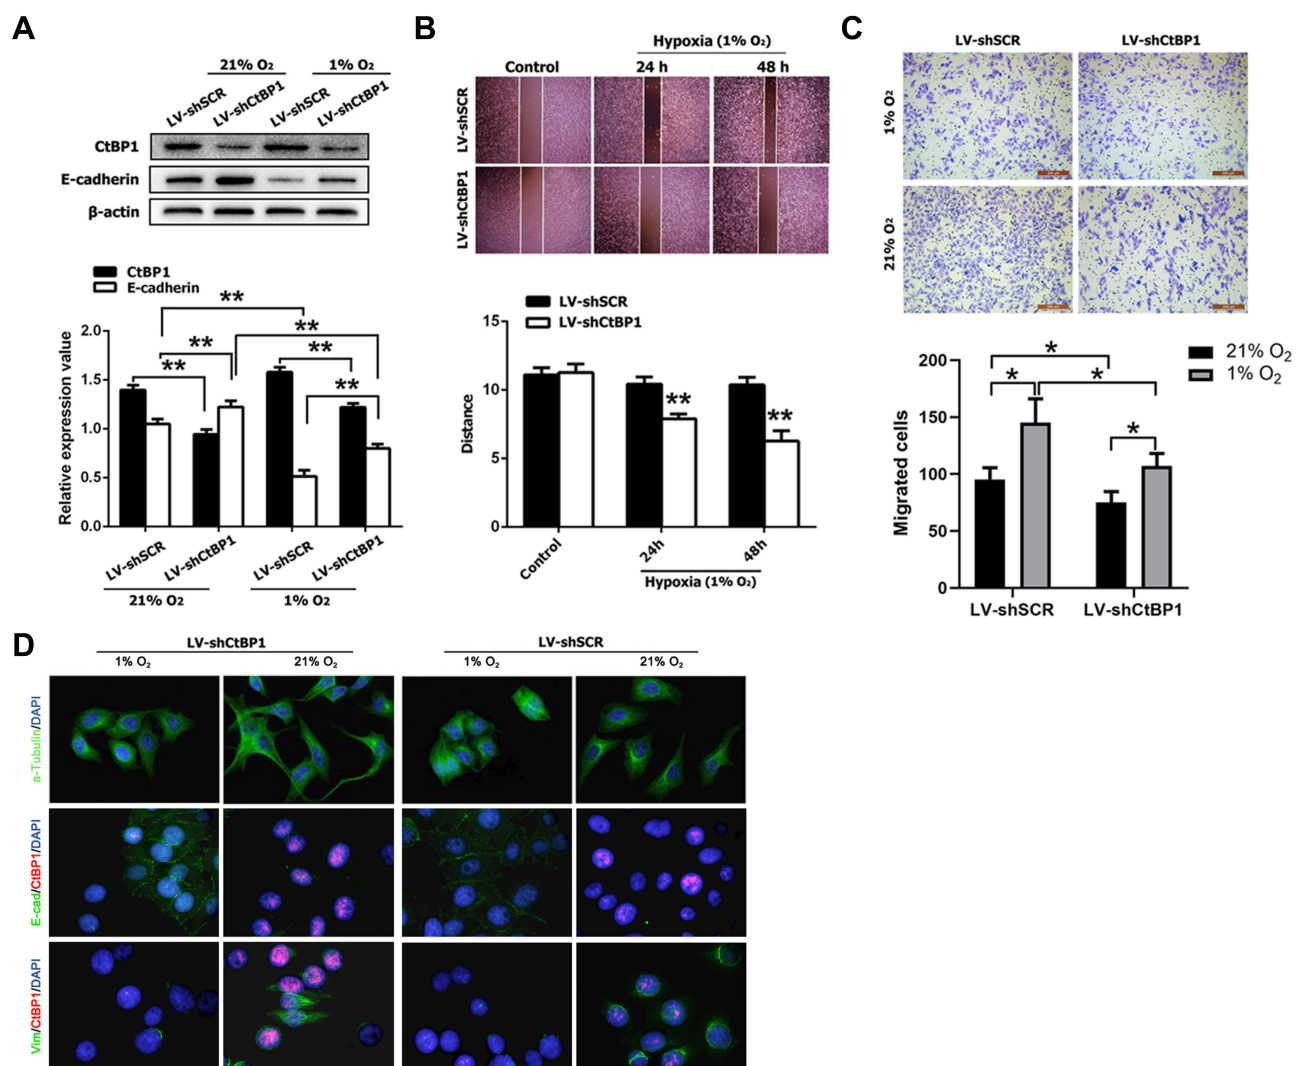 A
21% O₂ 1% O₂
LV-shSCR LV-shCtBP1 LV-shSCR LV-shCtBP1
CtBP1
E-cadherin
β-actin
CtBP1
E-cadherin
Relative expression value
2.0
1.5
1.0
0.5
0.0
** ** ** ** ** **
LV-shSCR LV-shCtBP1 LV-shSCR LV-shCtBP1
21% O₂ 1% O₂
B
Hypoxia (1% O₂)
Control 24 h 48 h
LV-shSCR
LV-shCtBP1
LV-shSCR
LV-shCtBP1
Distance
15
10
5
0
** **
Control 24h 48h
Hypoxia (1% O₂)
C
LV-shSCR LV-shCtBP1
1% O₂
21% O₂
21% O₂
1% O₂
Migrated cells
200
150
100
50
0
* * * *
LV-shSCR LV-shCtBP1
D
LV-shCtBP1 LV-shSCR
1% O₂ 21% O₂ 1% O₂ 21% O₂
a-Tubulin/DAPI
E-cad/CtBP1/DAPI
Vim/CtBP1/DAPI